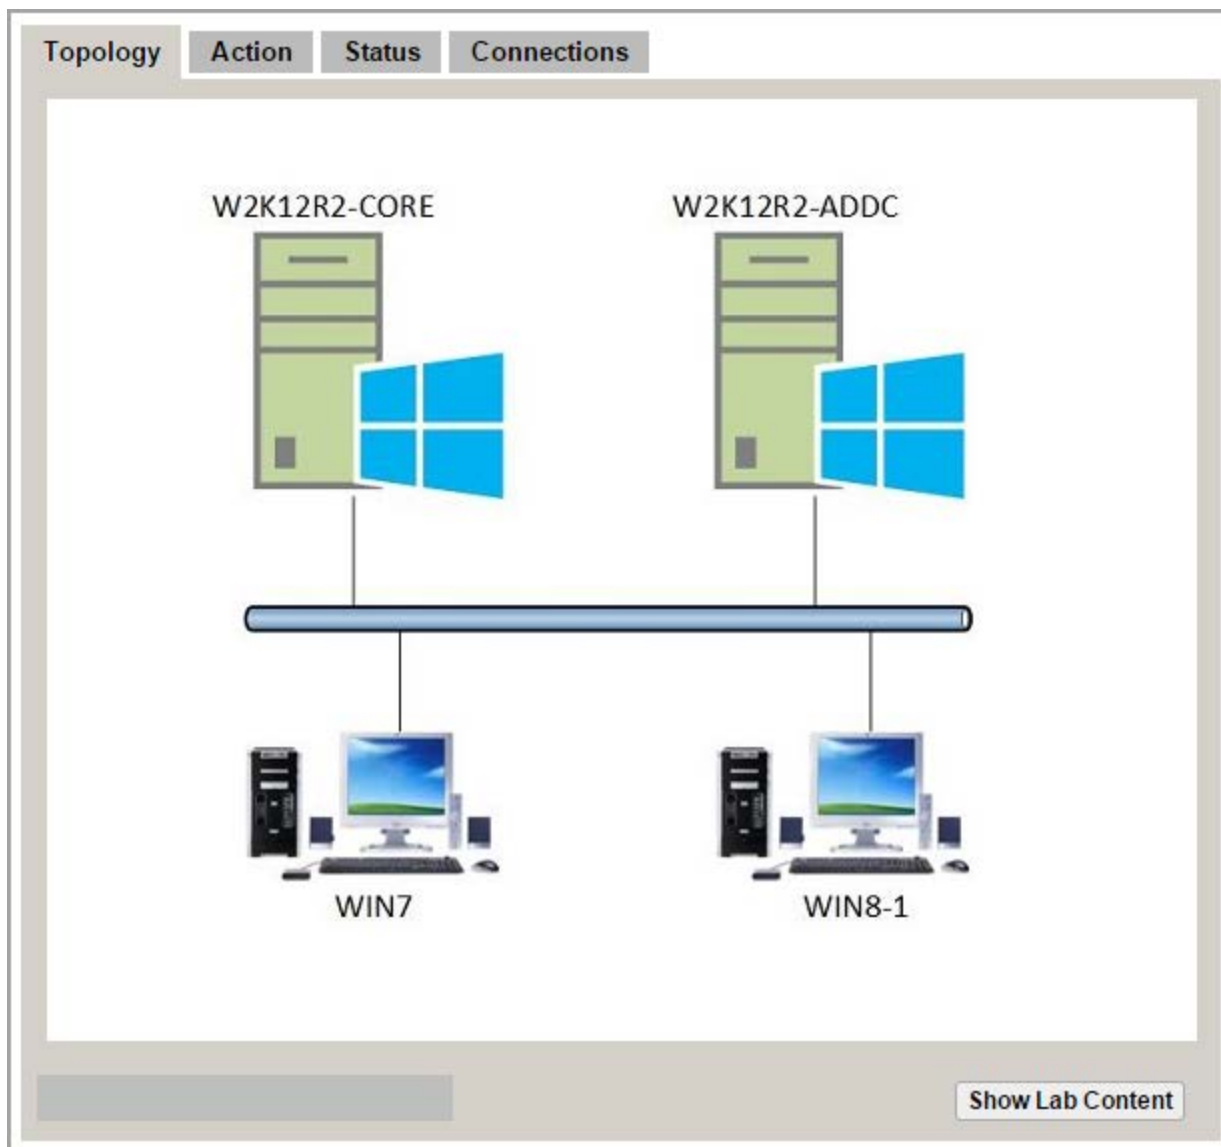 Topology Action Status Connections
W2K12R2-CORE W2K12R2-ADDC
WIN7 WIN8-1
Show Lab Content